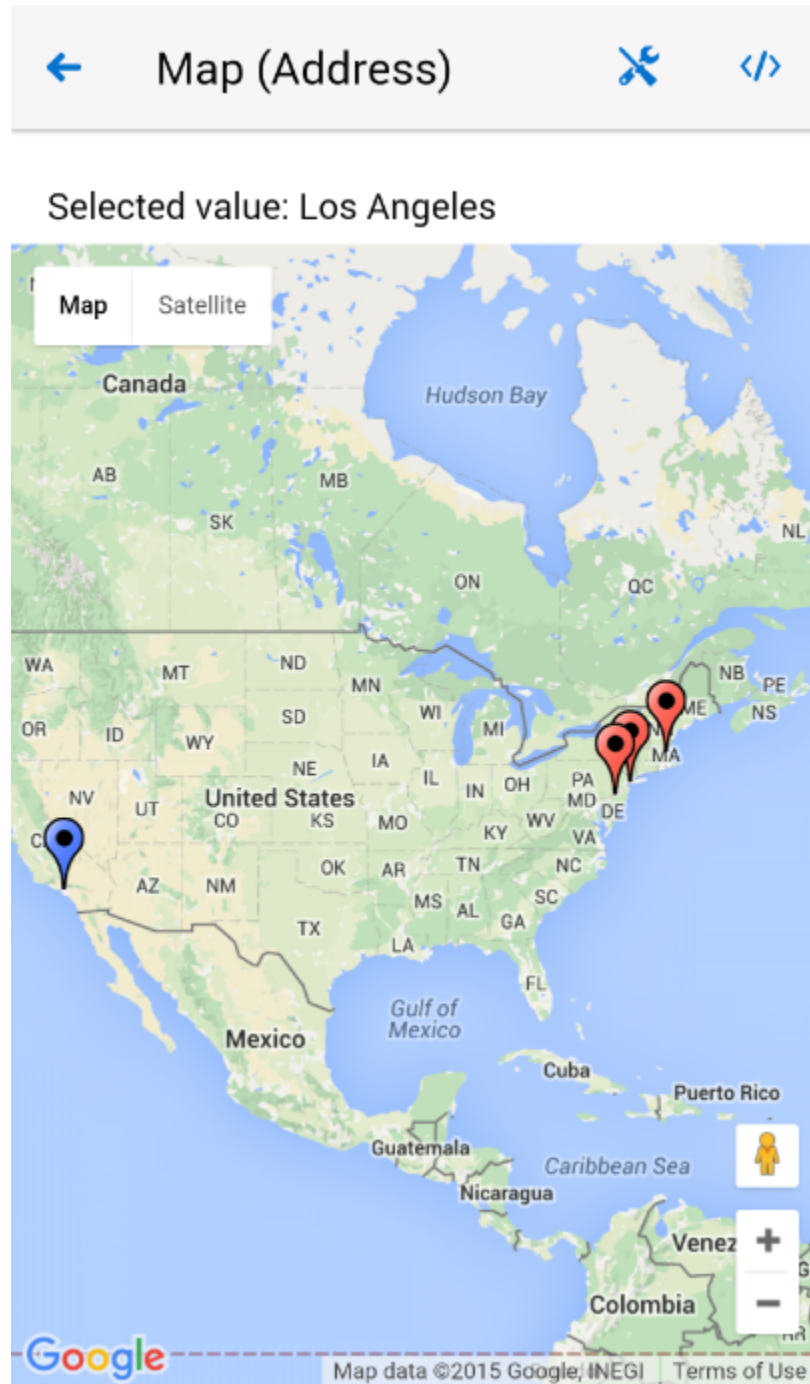 Map (Address)
</>
Selected value: Los Angeles
Map Satellite
Canada
Hudson Bay
AB
MB
SK
NL
ON
QC
WA
MT
ND
NB
PE
MN
ME
NS
OR
ID
SD
WI
MI
WY
MA
NE
IA
IL
IN
OH
PA
NV
UT
United States
MD
CO
KS
MO
DE
KY
WV
VA
OK
AR
TN
NC
AZ
NM
MS
AL
SC
GA
TX
LA
FL
Gulf of
Mexico
Mexico
Cuba
Puerto Rico
Guatemala
Caribbean Sea
Nicaragua
Venez
Colombia
Google
Map data ©2015 Google, INEGI Terms of Use